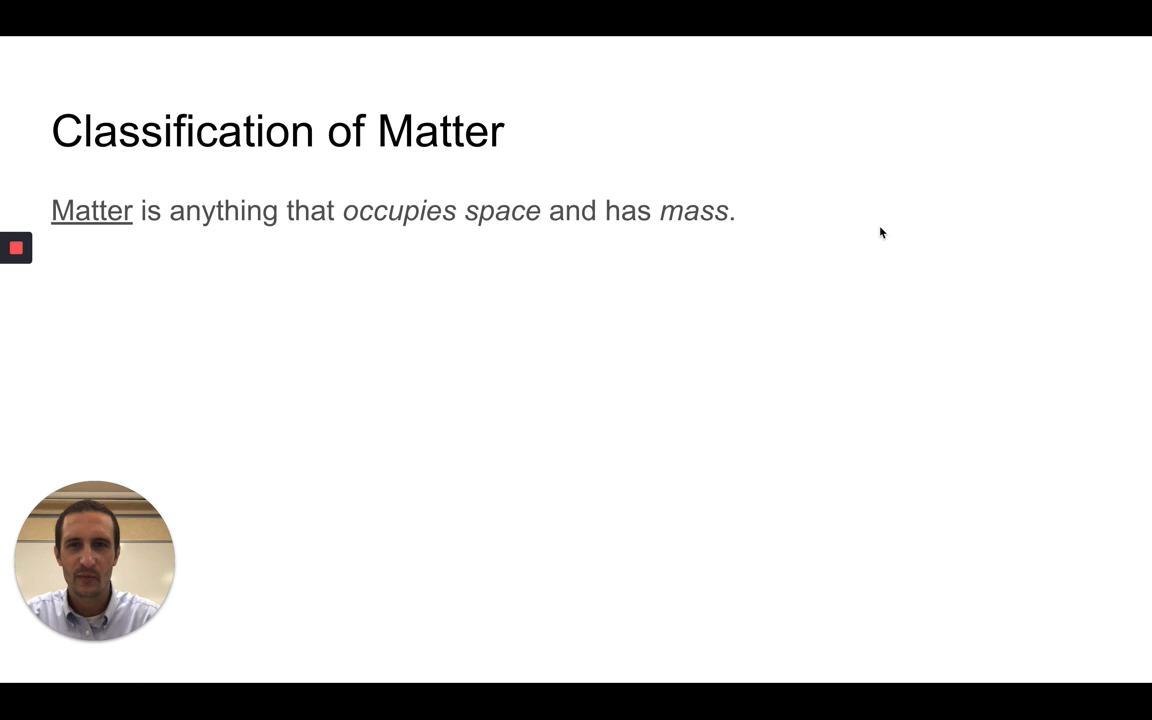 Classification of Matter
Matter is anything that occupies space and has mass.